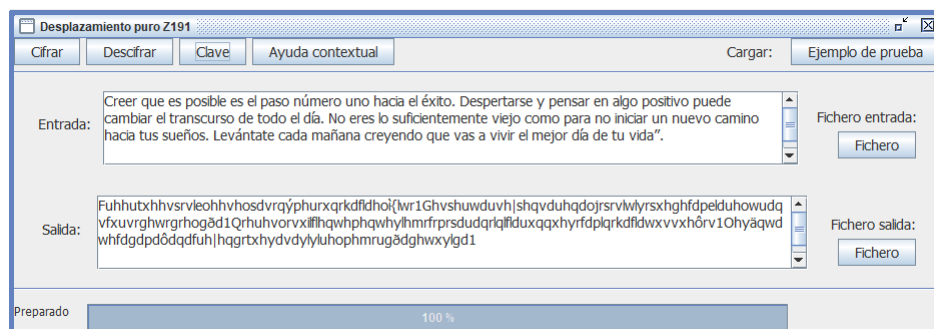 Desplazamiento puro Z191
Cifrar Descifrar Clave Ayuda contextual Cargar: Ejemplo de prueba
Creer que es posible es el paso número uno hacia el éxito. Despertarse y pensar en algo positivo puede
cambiar el transcurso de todo el día. No eres lo suficientemente viejo como para no iniciar un nuevo camino
hacia tus sueños. Levántate cada mañana creyendo que vas a vivir el mejor día de tu vida”.
Entrada:
Fichero entrada:
Fichero
Fuhhutxhhvsrvleohhvhosdvrqýphurxqrkdfldhoì{lwr1Ghvshuwduvh|shqvduhqdojrsrvlwlyrsxhghfdpelduhowudq
vfxuvrghwrgrhogðd1Qrhuhvorvxilflhqwhphqwhylhmrfrprsdudqrlqlflduxqqxhyrfdplqrkdfldwxvvxhôrv1Ohyäqwd
whfdgdpdôdqdfuh|hqgrtxhydvdylyluhophmrugðdghwxylgd1
Salida:
Fichero salida:
Fichero
Preparado
100 %